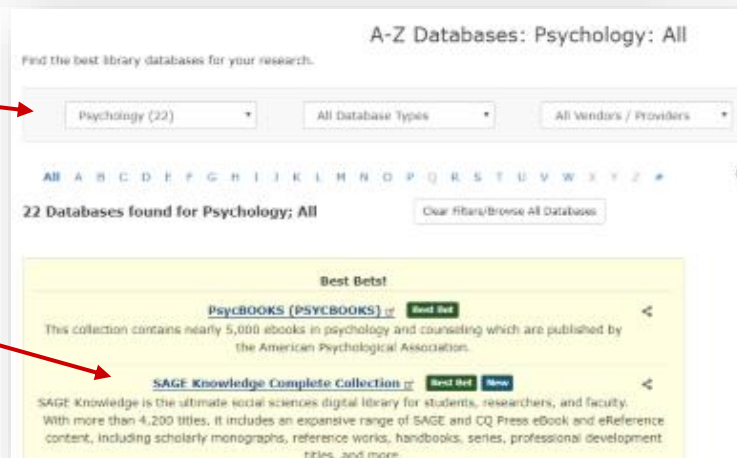 A-Z Databases: Psychology: All
Find the best library databases for your research.
Psychology (22) All Database Types All Vendors / Providers
All A B C D E F G H I J K L M N O P Q R S T U V W X Y Z #
22 Databases found for Psychology; All Clear Filters/Browse All Databases
Best Bets!
PsycBOOKS (PSYCBOOKS) Best Bet
This collection contains nearly 5,000 ebooks in psychology and counseling which are published by
the American Psychological Association.
SAGE Knowledge Complete Collection Best Bet New
SAGE Knowledge is the ultimate social sciences digital library for students, researchers, and faculty.
With more than 4,200 titles, it includes an expansive range of SAGE and CQ Press eBook and eReference
content, including scholarly monographs, reference works, handbooks, series, professional development
titles, and more.